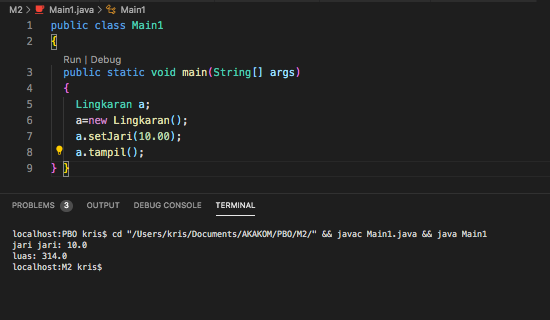 M2 > Main1.java > Main1
1 public class Main1
2 {
Run | Debug
3 public static void main(String[] args)
4 {
5 Lingkaran a;
6 a=new Lingkaran();
7 a.setJari(10.00);
8 a.tampil();
9 } }
PROBLEMS 3 OUTPUT DEBUG CONSOLE TERMINAL
localhost:PBO kris$ cd "/Users/kris/Documents/AKAKOM/PBO/M2/" && javac Main1.java && java Main1
jari jari: 10.0
luas: 314.0
localhost:M2 kris$